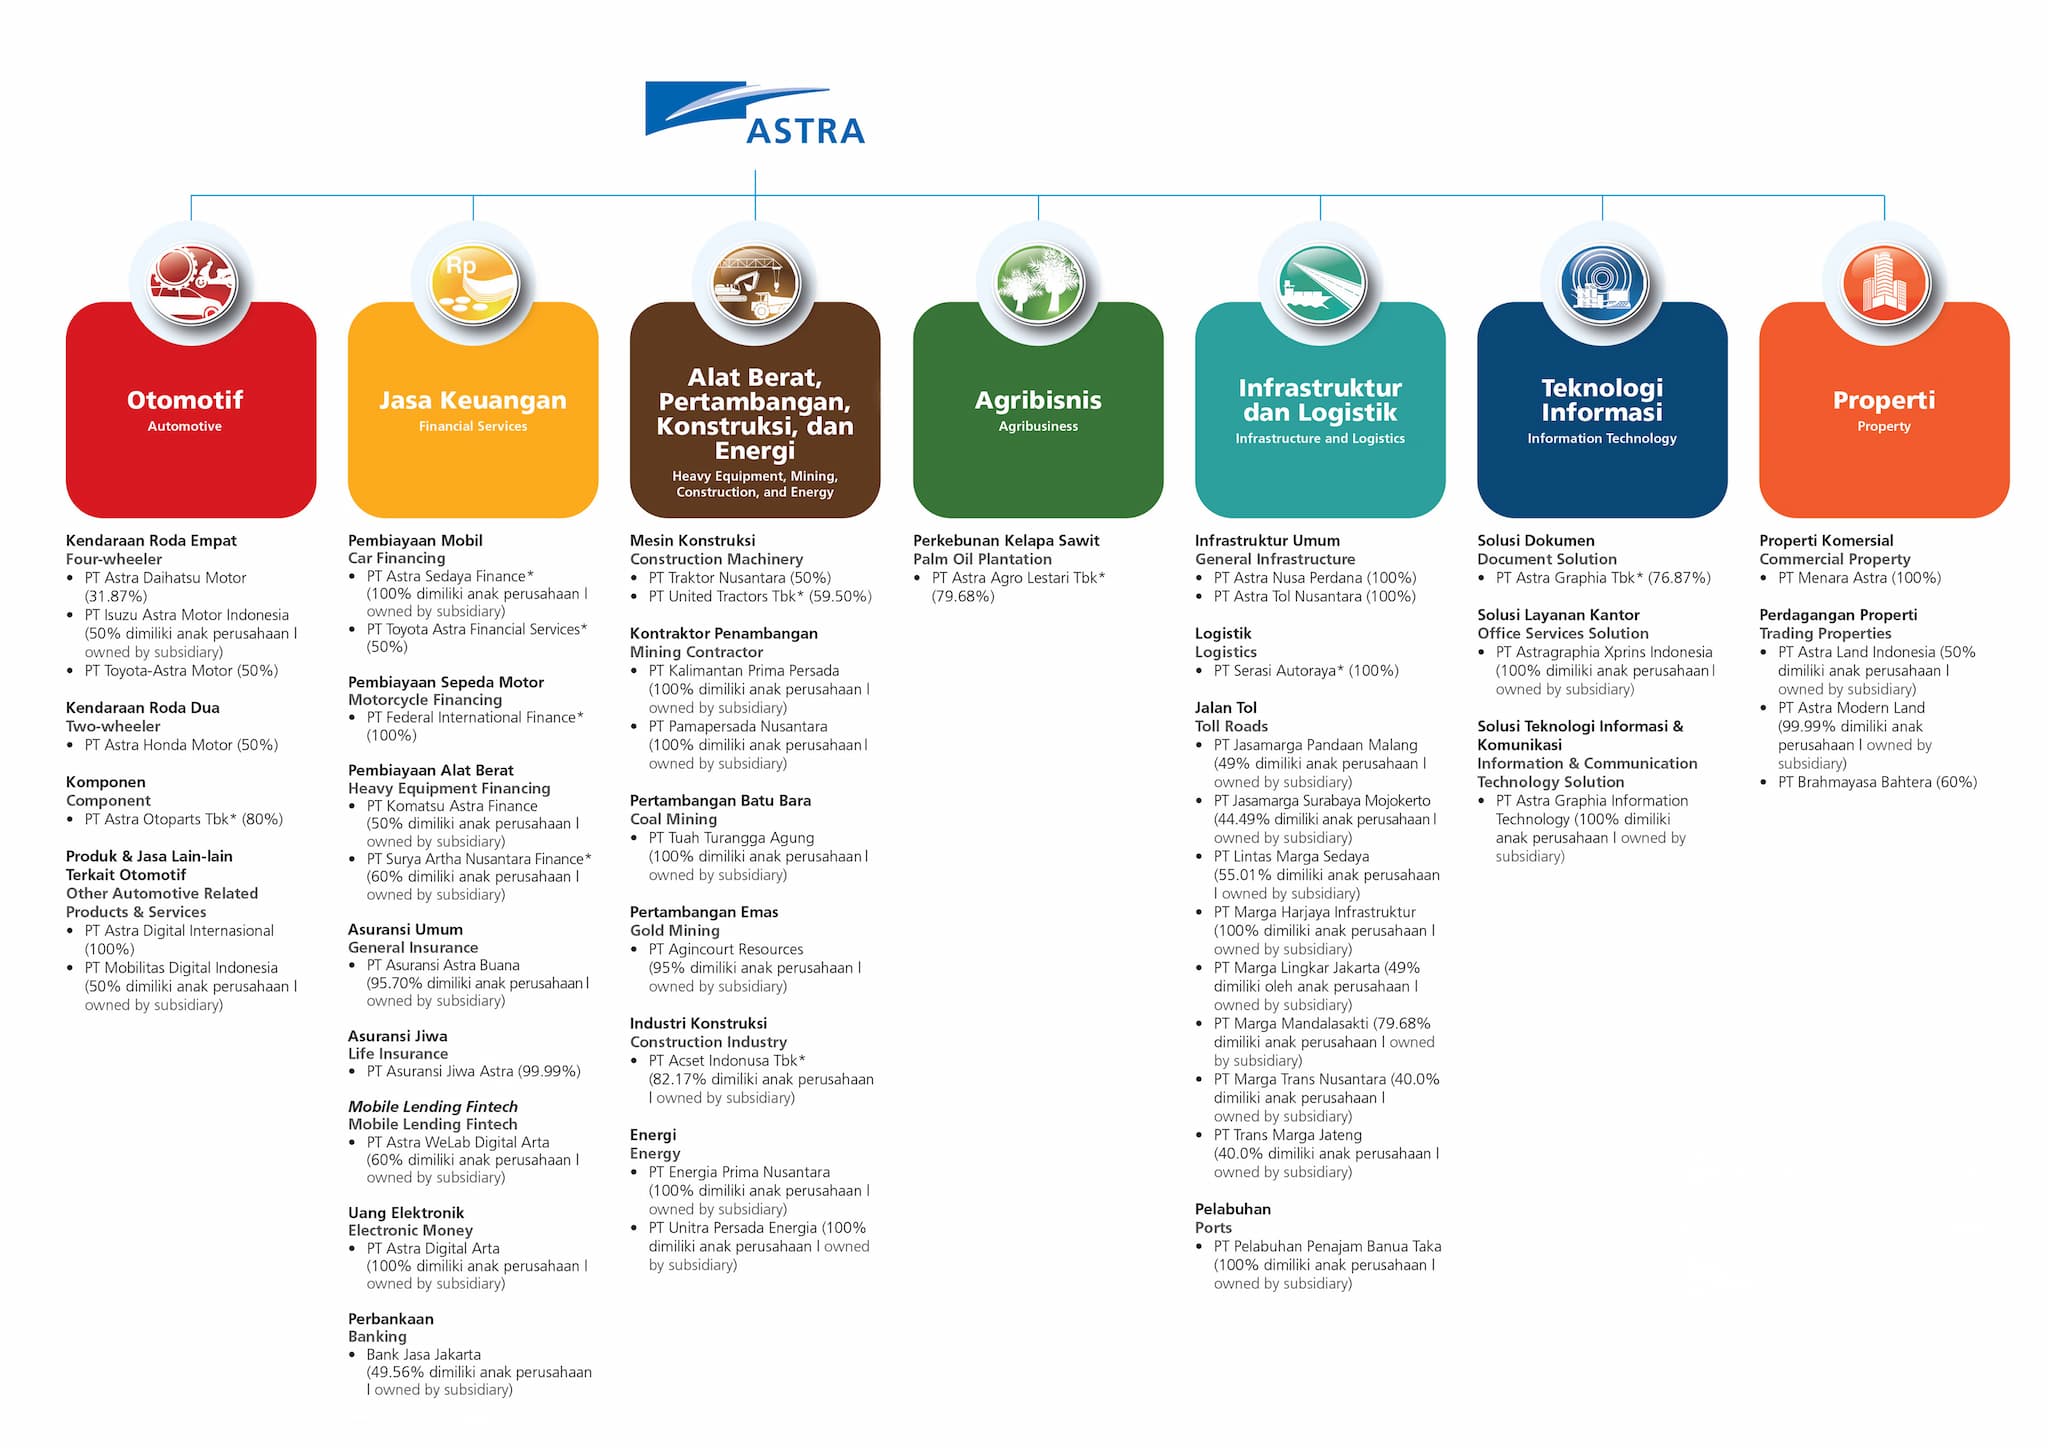 ASTRA
Otomotif
Automotive
Kendaraan Roda Empat
Four-wheeler
• PT Astra Daihatsu Motor
(31.87%)
• PT Isuzu Astra Motor Indonesia
(50% dimiliki anak perusahaan |
owned by subsidiary)
• PT Toyota-Astra Motor (50%)
Kendaraan Roda Dua
Two-wheeler
• PT Astra Honda Motor (50%)
Komponen
Component
• PT Astra Otoparts Tbk* (80%)
Produk & Jasa Lain-lain
Terkait Otomotif
Other Automotive Related
Products & Services
• PT Astra Digital Internasional
(100%)
• PT Mobilitas Digital Indonesia
(50% dimiliki anak perusahaan |
owned by subsidiary)
Rp
Jasa Keuangan
Financial Services
Pembiayaan Mobil
Car Financing
• PT Astra Sedaya Finance*
(100% dimiliki anak perusahaan |
owned by subsidiary)
• PT Toyota Astra Financial Services*
(50%)
Pembiayaan Sepeda Motor
Motorcycle Financing
• PT Federal International Finance*
(100%)
Pembiayaan Alat Berat
Heavy Equipment Financing
• PT Komatsu Astra Finance
(50% dimiliki anak perusahaan |
owned by subsidiary)
• PT Surya Artha Nusantara Finance*
(60% dimiliki anak perusahaan |
owned by subsidiary)
Asuransi Umum
General Insurance
• PT Asuransi Astra Buana
(95.70% dimiliki anak perusahaan |
owned by subsidiary)
Asuransi Jiwa
Life Insurance
• PT Asuransi Jiwa Astra (99.99%)
Mobile Lending Fintech
Mobile Lending Fintech
• PT Astra WeLab Digital Arta
(60% dimiliki anak perusahaan |
owned by subsidiary)
Uang Elektronik
Electronic Money
• PT Astra Digital Arta
(100% dimiliki anak perusahaan |
owned by subsidiary)
Perbankaan
Banking
• Bank Jasa Jakarta
(49.56% dimiliki anak perusahaan
| owned by subsidiary)
Alat Berat,
Pertambangan,
Konstruksi, dan
Energi
Heavy Equipment, Mining,
Construction, and Energy
Mesin Konstruksi
Construction Machinery
• PT Traktor Nusantara (50%)
• PT United Tractors Tbk* (59.50%)
Kontraktor Penambangan
Mining Contractor
• PT Kalimantan Prima Persada
(100% dimiliki anak perusahaan |
owned by subsidiary)
• PT Pamapersada Nusantara
(100% dimiliki anak perusahaan |
owned by subsidiary)
Pertambangan Batu Bara
Coal Mining
• PT Tuah Turangga Agung
(100% dimiliki anak perusahaan |
owned by subsidiary)
Pertambangan Emas
Gold Mining
• PT Agincourt Resources
(95% dimiliki anak perusahaan |
owned by subsidiary)
Industri Konstruksi
Construction Industry
• PT Acset Indonusa Tbk*
(82.17% dimiliki anak perusahaan
| owned by subsidiary)
Energi
Energy
• PT Energia Prima Nusantara
(100% dimiliki anak perusahaan |
owned by subsidiary)
• PT Unitra Persada Energia (100%
dimiliki anak perusahaan | owned
by subsidiary)
Agribisnis
Agribusiness
Perkebunan Kelapa Sawit
Palm Oil Plantation
• PT Astra Agro Lestari Tbk*
(79.68%)
Infrastruktur
dan Logistik
Infrastructure and Logistics
Infrastruktur Umum
General Infrastructure
• PT Astra Nusa Perdana (100%)
• PT Astra Tol Nusantara (100%)
Logistik
Logistics
• PT Serasi Autoraya* (100%)
Jalan Tol
Toll Roads
• PT Jasamarga Pandaan Malang
(49% dimiliki anak perusahaan |
owned by subsidiary)
• PT Jasamarga Surabaya Mojokerto
(44.49% dimiliki anak perusahaan |
owned by subsidiary)
• PT Lintas Marga Sedaya
(55.01% dimiliki anak perusahaan
| owned by subsidiary)
• PT Marga Harjaya Infrastruktur
(100% dimiliki anak perusahaan |
owned by subsidiary)
• PT Marga Lingkar Jakarta (49%
dimiliki oleh anak perusahaan |
owned by subsidiary)
• PT Marga Mandalasakti (79.68%
dimiliki anak perusahaan | owned
by subsidiary)
• PT Marga Trans Nusantara (40.0%
dimiliki anak perusahaan |
owned by subsidiary)
• PT Trans Marga Jateng
(40.0% dimiliki anak perusahaan |
owned by subsidiary)
Pelabuhan
Ports
• PT Pelabuhan Penajam Banua Taka
(100% dimiliki anak perusahaan |
owned by subsidiary)
Teknologi
Informasi
Information Technology
Solusi Dokumen
Document Solution
• PT Astra Graphia Tbk* (76.87%)
Solusi Layanan Kantor
Office Services Solution
• PT Astragraphia Xprins Indonesia
(100% dimiliki anak perusahaan |
owned by subsidiary)
Solusi Teknologi Informasi &
Komunikasi
Information & Communication
Technology Solution
• PT Astra Graphia Information
Technology (100% dimiliki
anak perusahaan | owned by
subsidiary)
Properti
Property
Properti Komersial
Commercial Property
• PT Menara Astra (100%)
Perdagangan Properti
Trading Properties
• PT Astra Land Indonesia (50%
dimiliki anak perusahaan |
owned by subsidiary)
• PT Astra Modern Land
(99.99% dimiliki anak
perusahaan | owned by
subsidiary)
• PT Brahmayasa Bahtera (60%)